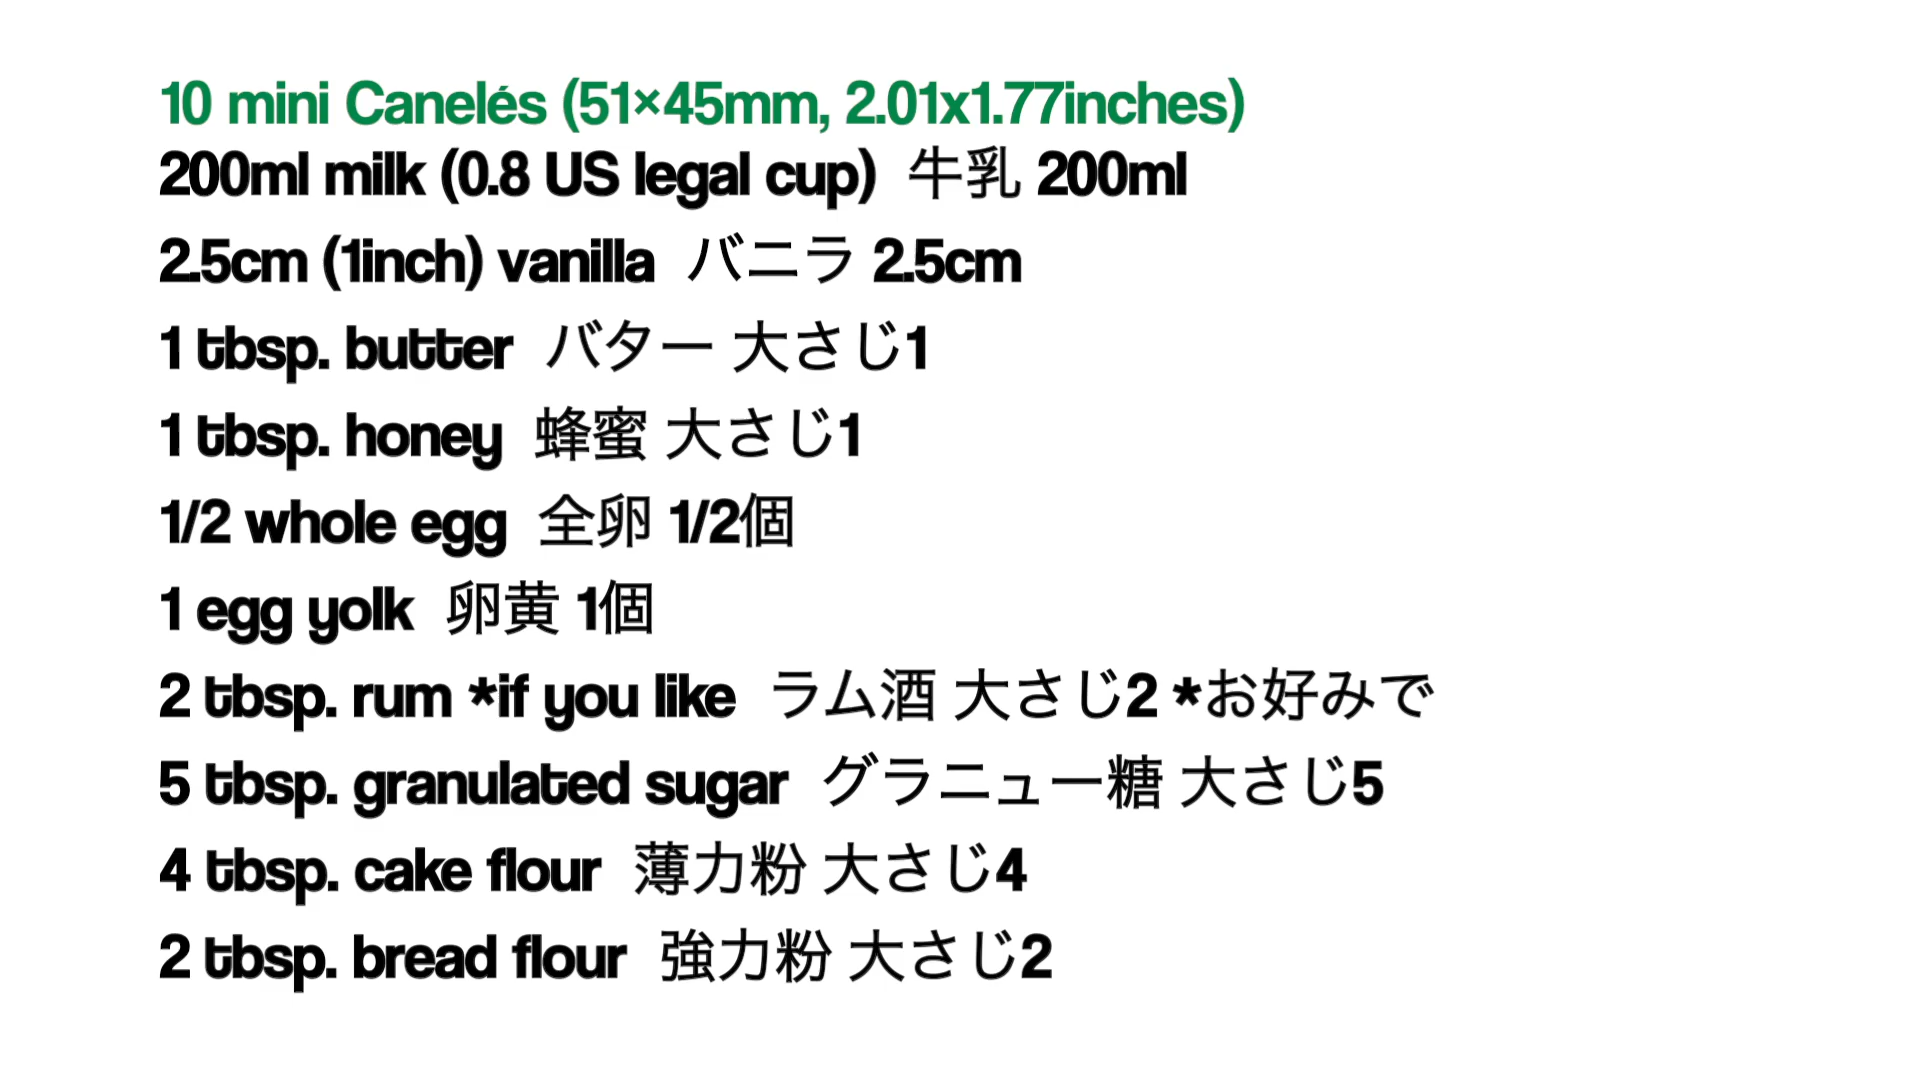 10 mini Canelés (51×45mm, 2.01x1.77inches)
200ml milk (0.8 US legal cup) 牛乳 200ml
2.5cm (1inch) vanilla バニラ 2.5cm
1 tbsp. butter バター 大さじ1
1 tbsp. honey 蜂蜜 大さじ1
1/2 whole egg 全卵 1/2個
1 egg yolk 卵黄 1個
2 tbsp. rum *if you like ラム酒 大さじ2 *お好みで
5 tbsp. granulated sugar グラニュー糖 大さじ5
4 tbsp. cake flour 薄力粉 大さじ4
2 tbsp. bread flour 強力粉 大さじ2